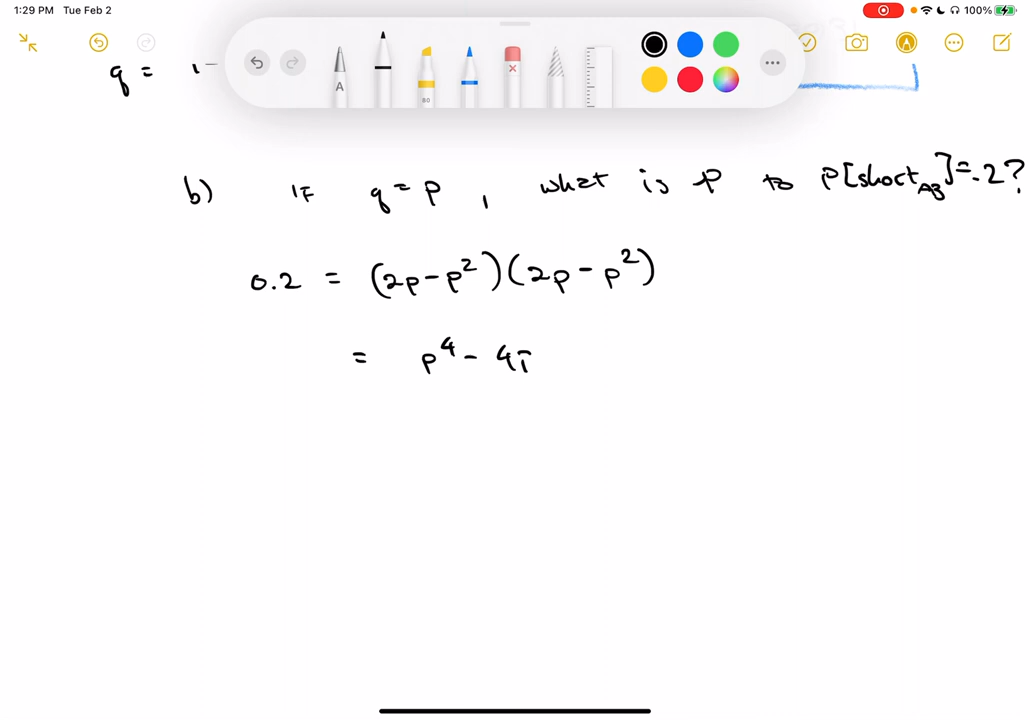 1:29 PM Tue Feb 2 100%
q =
b) If q = p, what is p to P[short_AB] = .2?
0.2 = (2p - p²)(2p - p²)
= p⁴ - 4
A
80